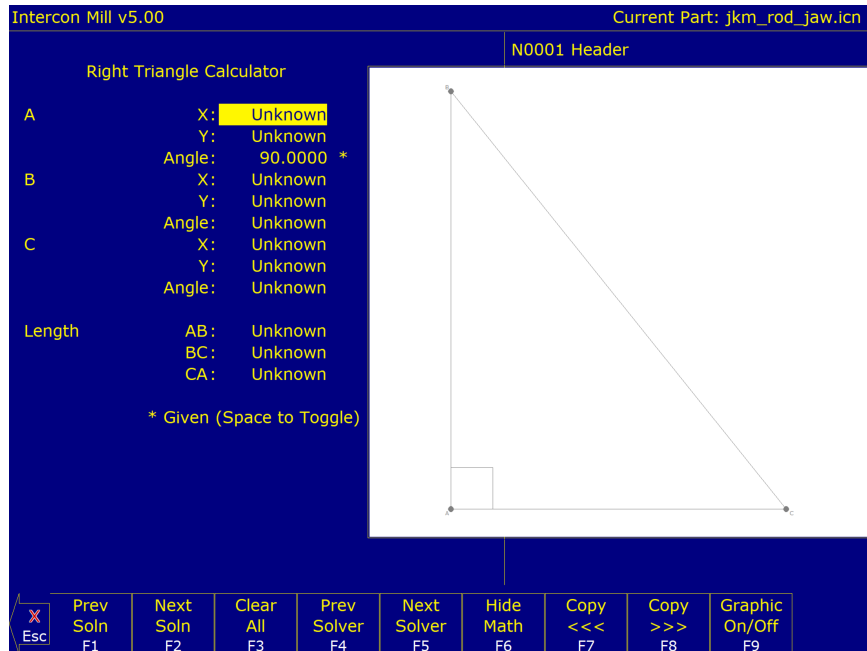 Intercon Mill v5.00 Current Part: jkm_rod_jaw.icn
N0001 Header
Right Triangle Calculator
A X: Unknown
Y: Unknown
Angle: 90.0000 *
B X: Unknown
Y: Unknown
Angle: Unknown
C X: Unknown
Y: Unknown
Angle: Unknown
Length AB: Unknown
BC: Unknown
CA: Unknown
* Given (Space to Toggle)
B
A
C
X Esc
Prev Soln F1
Next Soln F2
Clear All F3
Prev Solver F4
Next Solver F5
Hide Math F6
Copy <<< F7
Copy >>> F8
Graphic On/Off F9